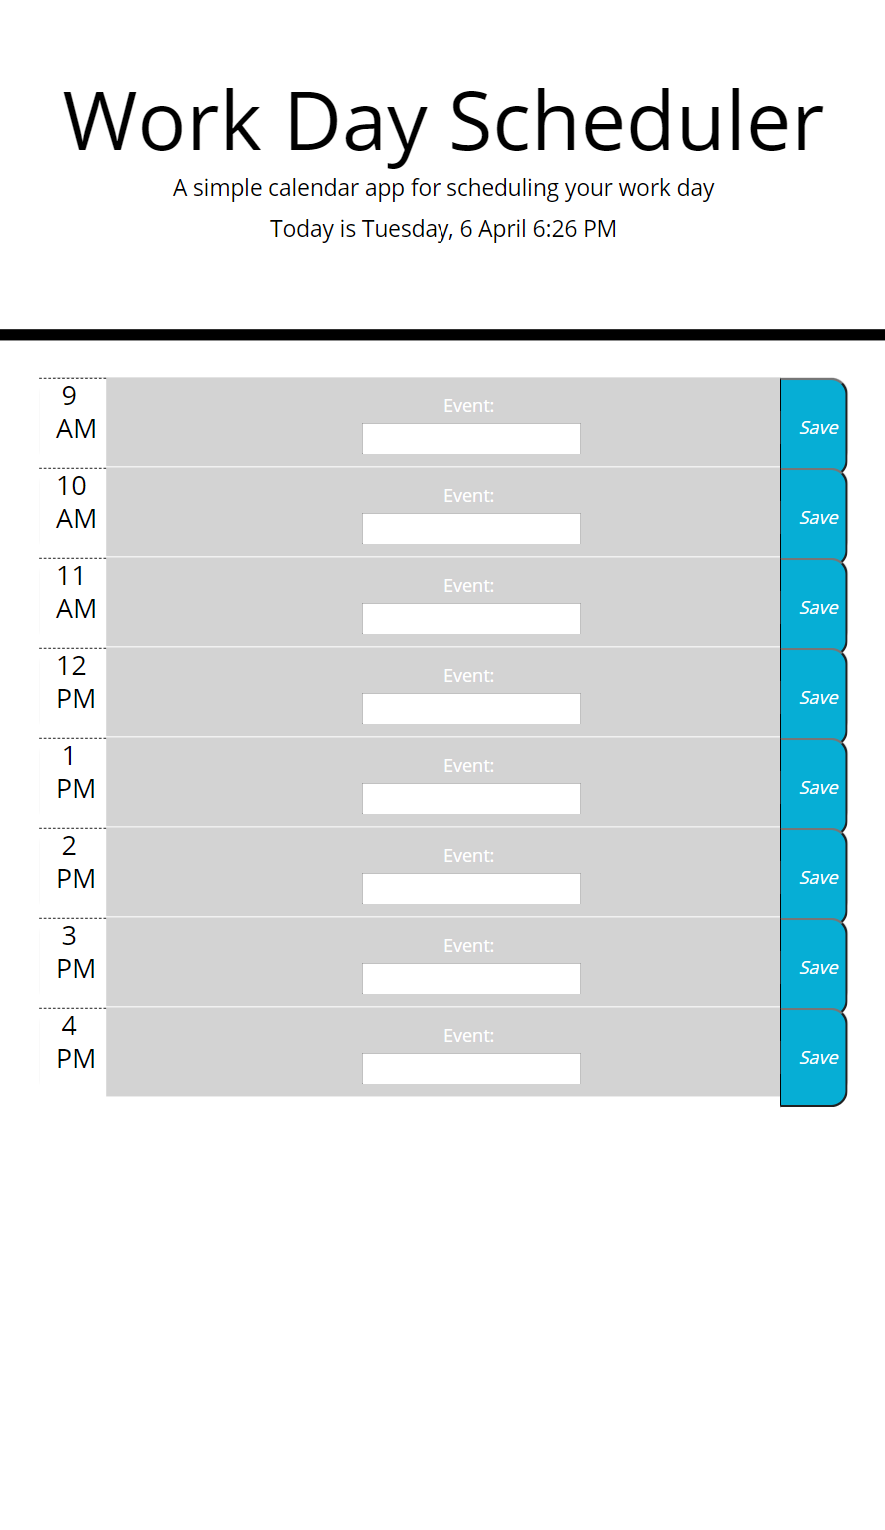 Work Day Scheduler
A simple calendar app for scheduling your work day
Today is Tuesday, 6 April 6:26 PM
9
AM
Event:
Save
10
AM
Event:
Save
11
AM
Event:
Save
12
PM
Event:
Save
1
PM
Event:
Save
2
PM
Event:
Save
3
PM
Event:
Save
4
PM
Event:
Save